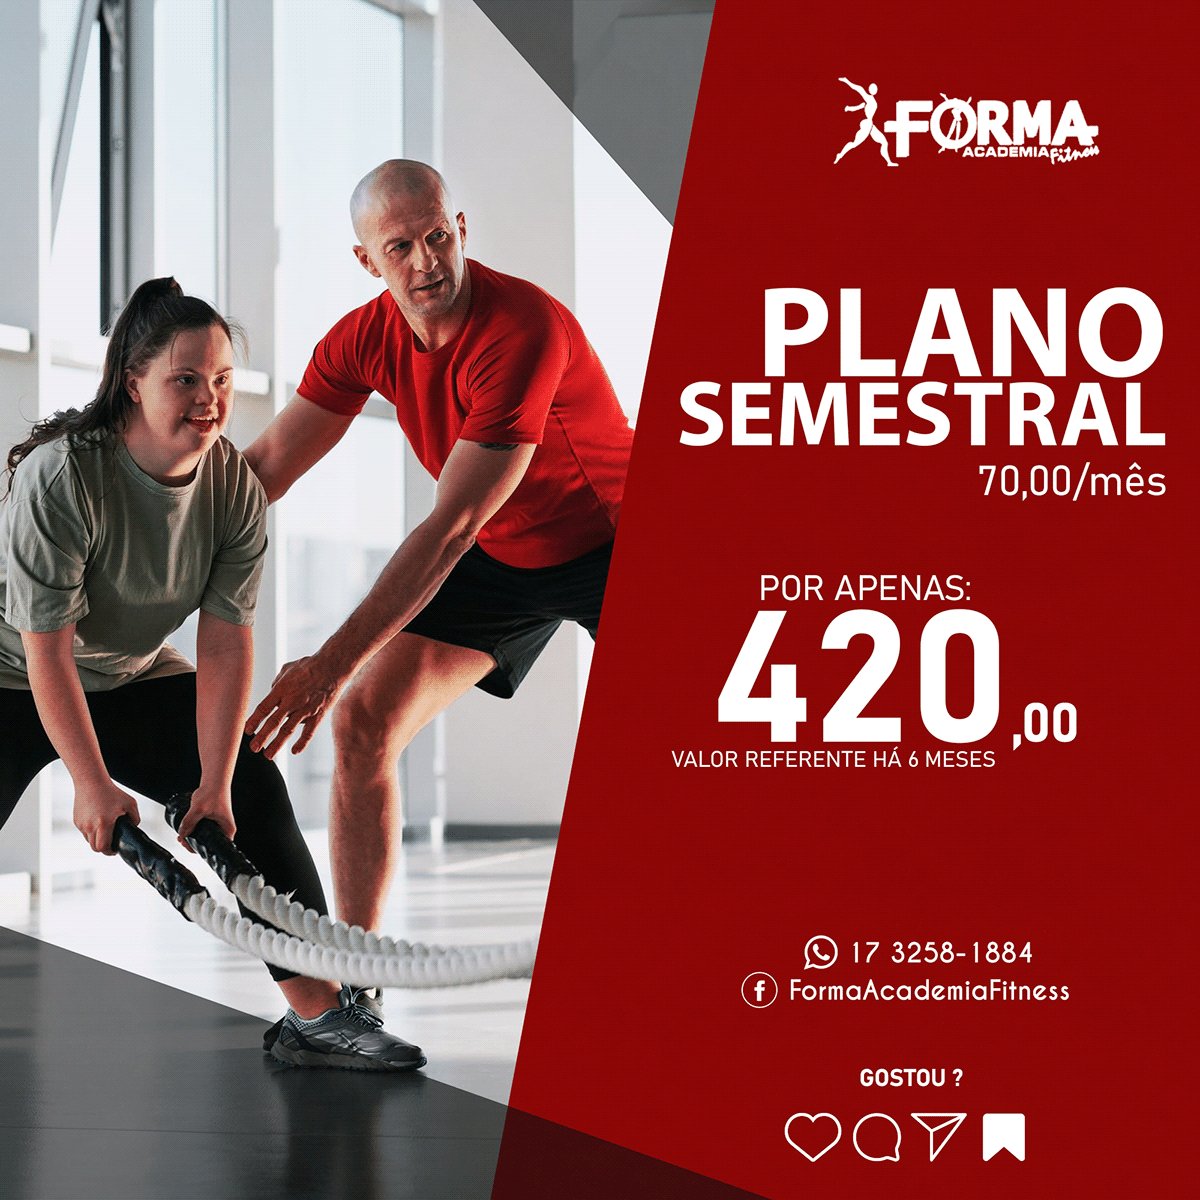 FORMA
ACADEMIA Fitness
PLANO
SEMESTRAL
70,00/mês
POR APENAS:
420,00
VALOR REFERENTE HÁ 6 MESES
17 3258-1884
f FormaAcademiaFitness
GOSTOU ?